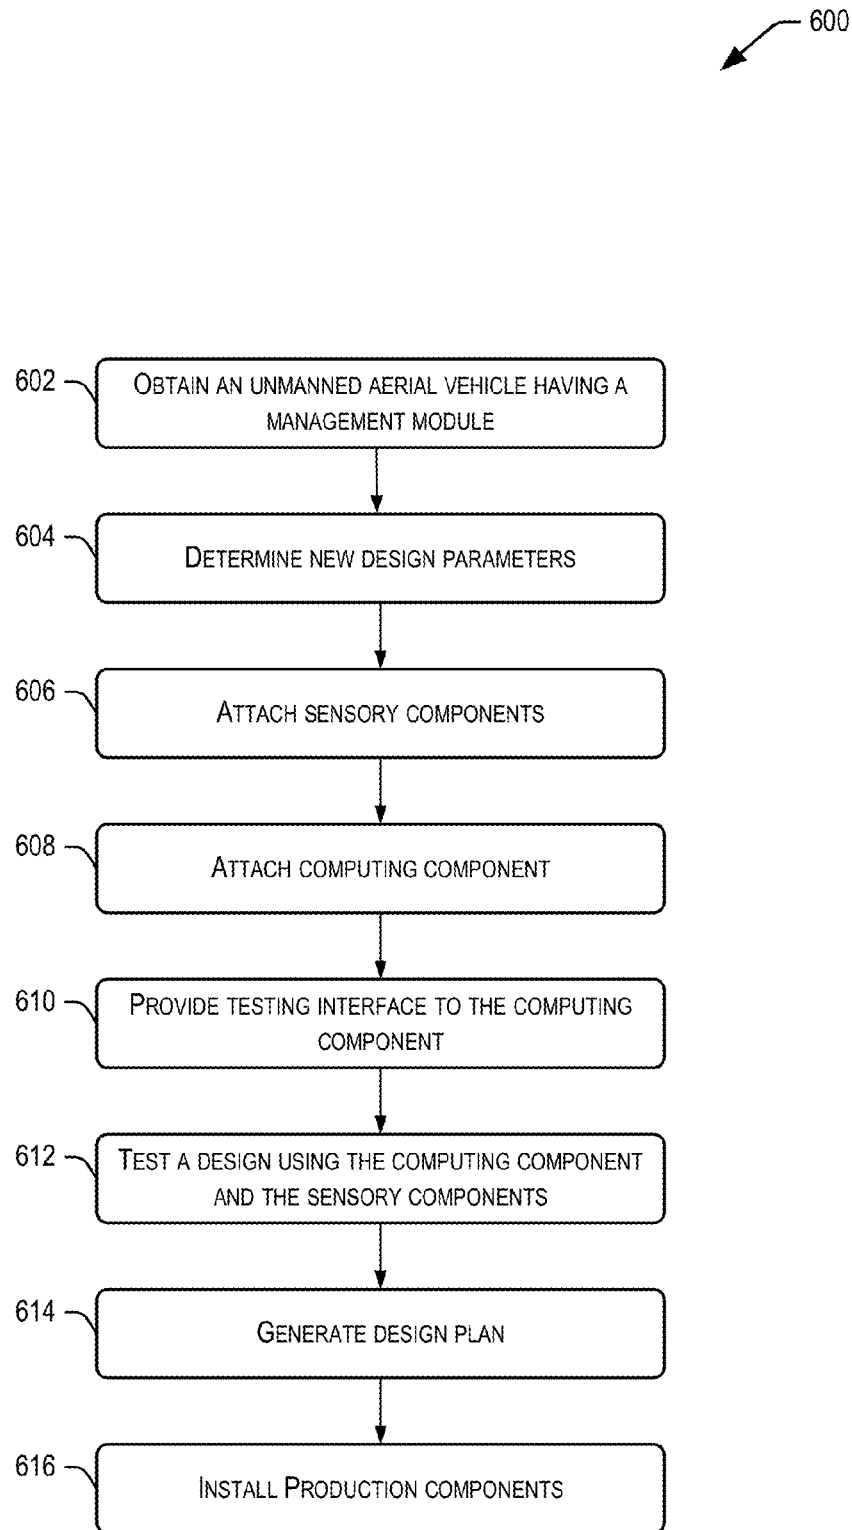 600
602
OBTAIN AN UNMANNED AERIAL VEHICLE HAVING A
MANAGEMENT MODULE
604
DETERMINE NEW DESIGN PARAMETERS
606
ATTACH SENSORY COMPONENTS
608
ATTACH COMPUTING COMPONENT
610
PROVIDE TESTING INTERFACE TO THE COMPUTING
COMPONENT
612
TEST A DESIGN USING THE COMPUTING COMPONENT
AND THE SENSORY COMPONENTS
614
GENERATE DESIGN PLAN
616
INSTALL PRODUCTION COMPONENTS